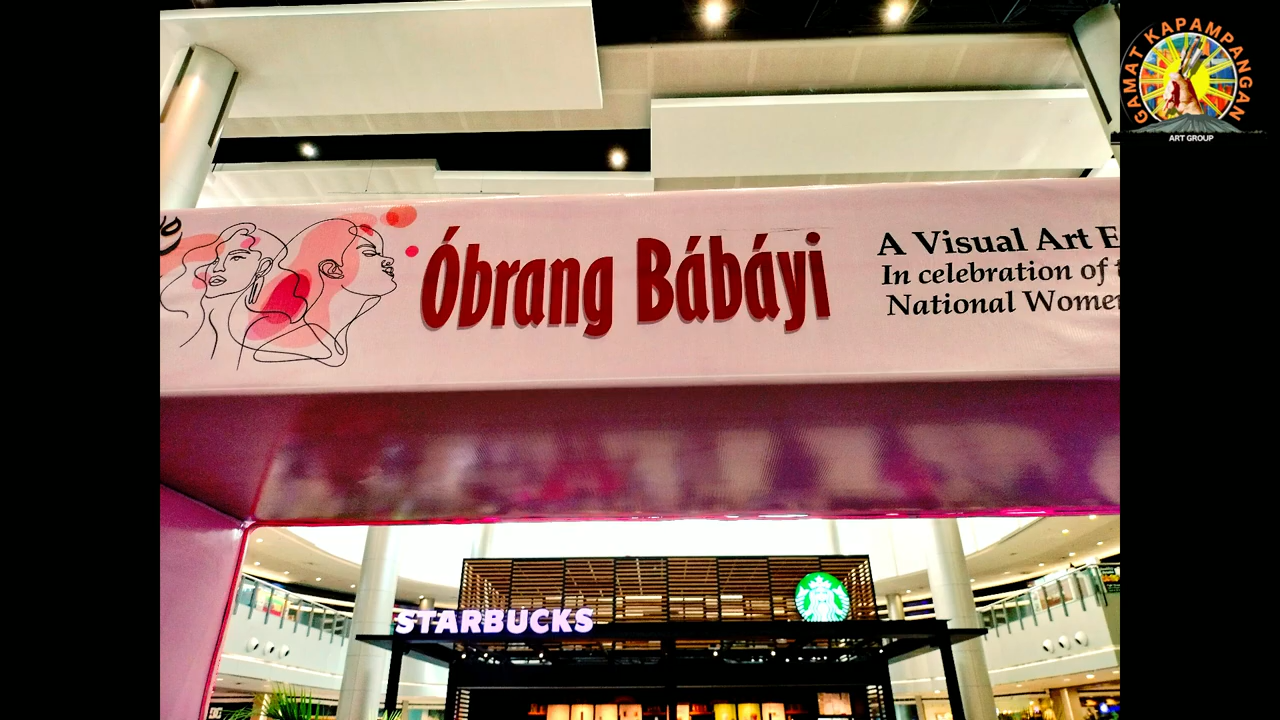 GAMAT KAPAMPANGAN
ART GROUP
Óbrang Bábáyi
A Visual Art E
In celebration of t
National Women
STARBUCKS